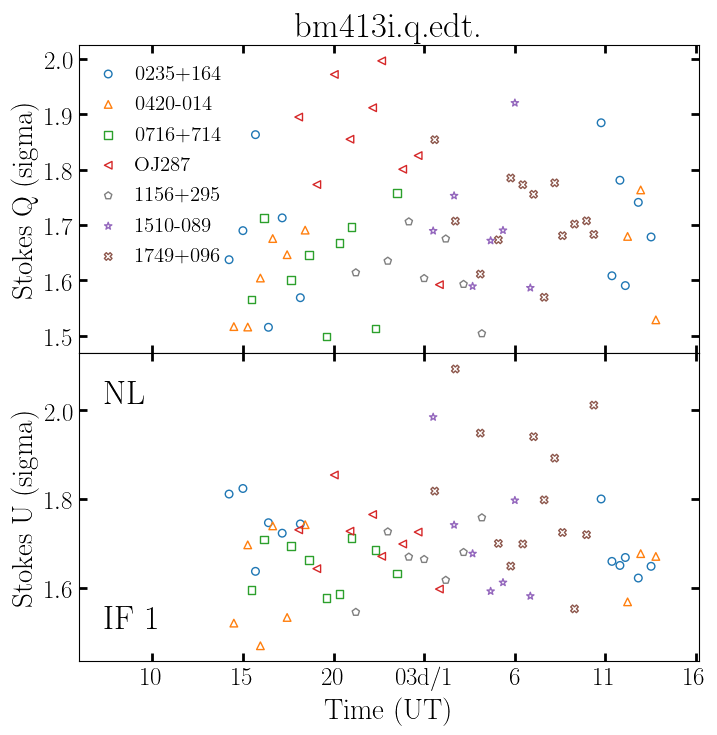 bm413i.q.edt.
Stokes Q (sigma)
2.0
1.9
1.8
1.7
1.6
1.5
0235+164
0420-014
0716+714
OJ287
1156+295
1510-089
1749+096
Stokes U (sigma)
2.0
1.8
1.6
NL
IF 1
10 15 20 03d/1 6 11 16
Time (UT)